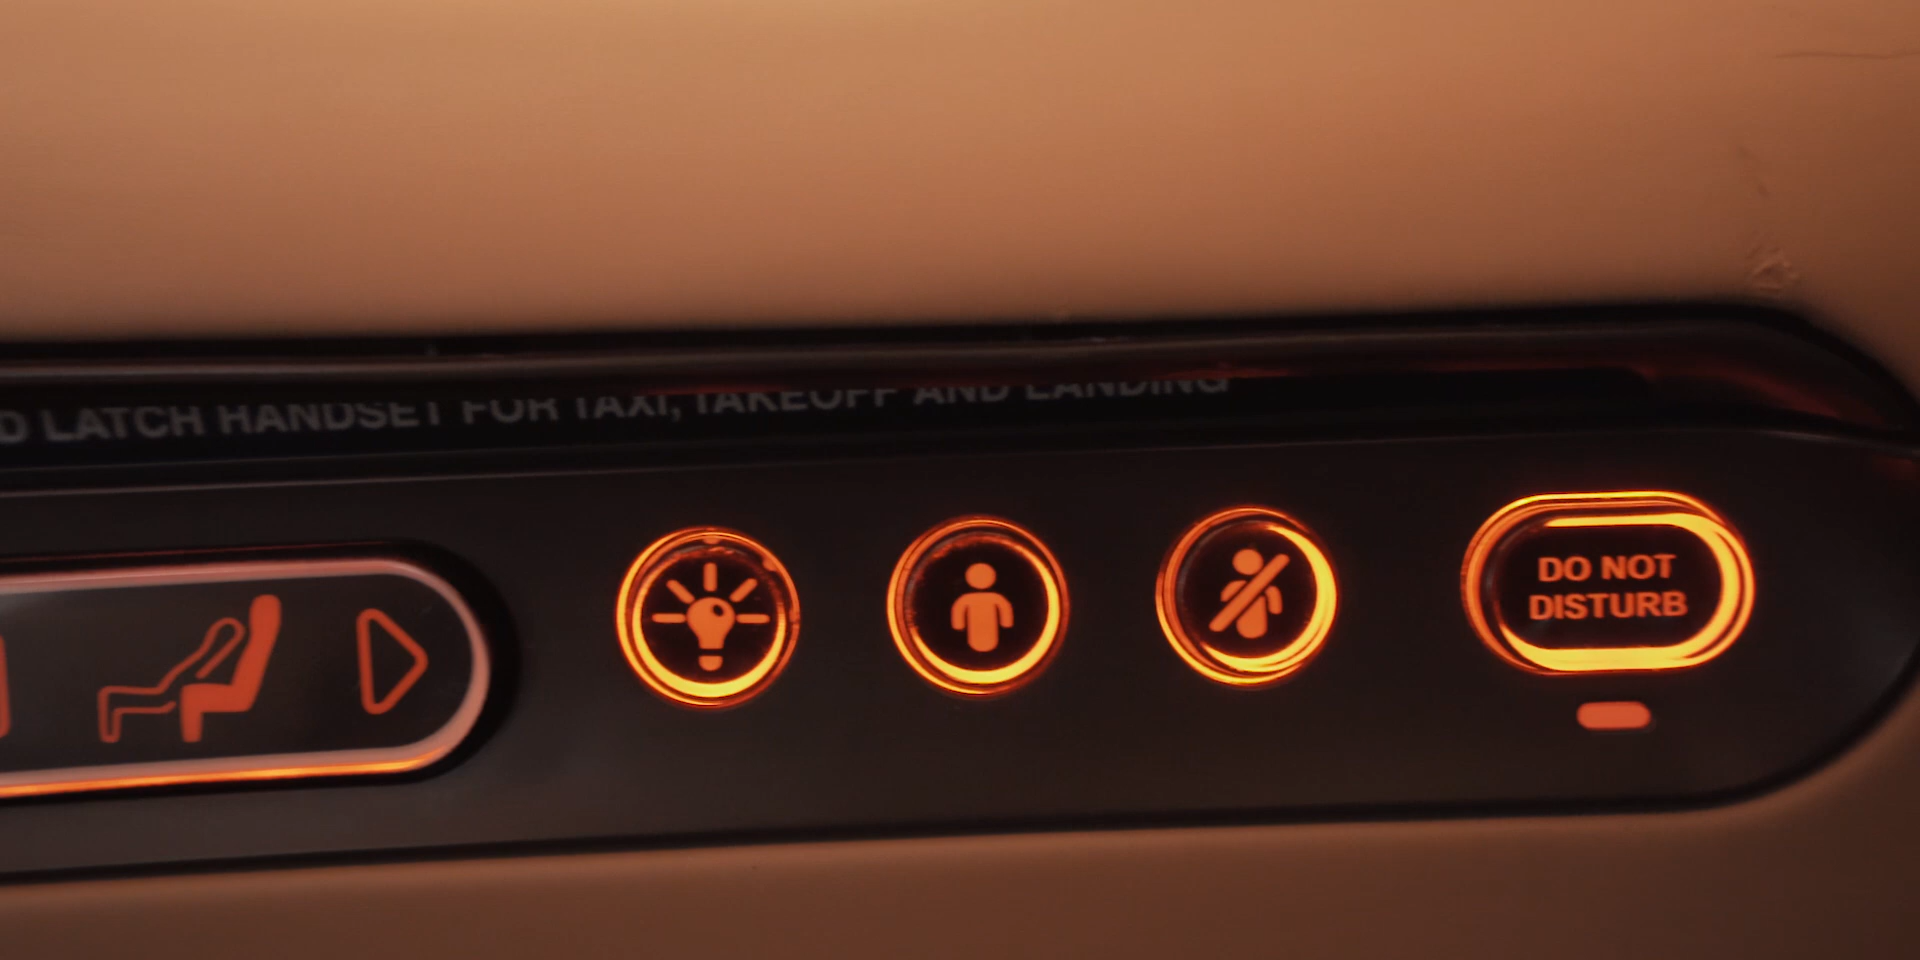 D LATCH HANDSET FOR TAXI, TAKEOFF AND LANDING
DO NOT
DISTURB